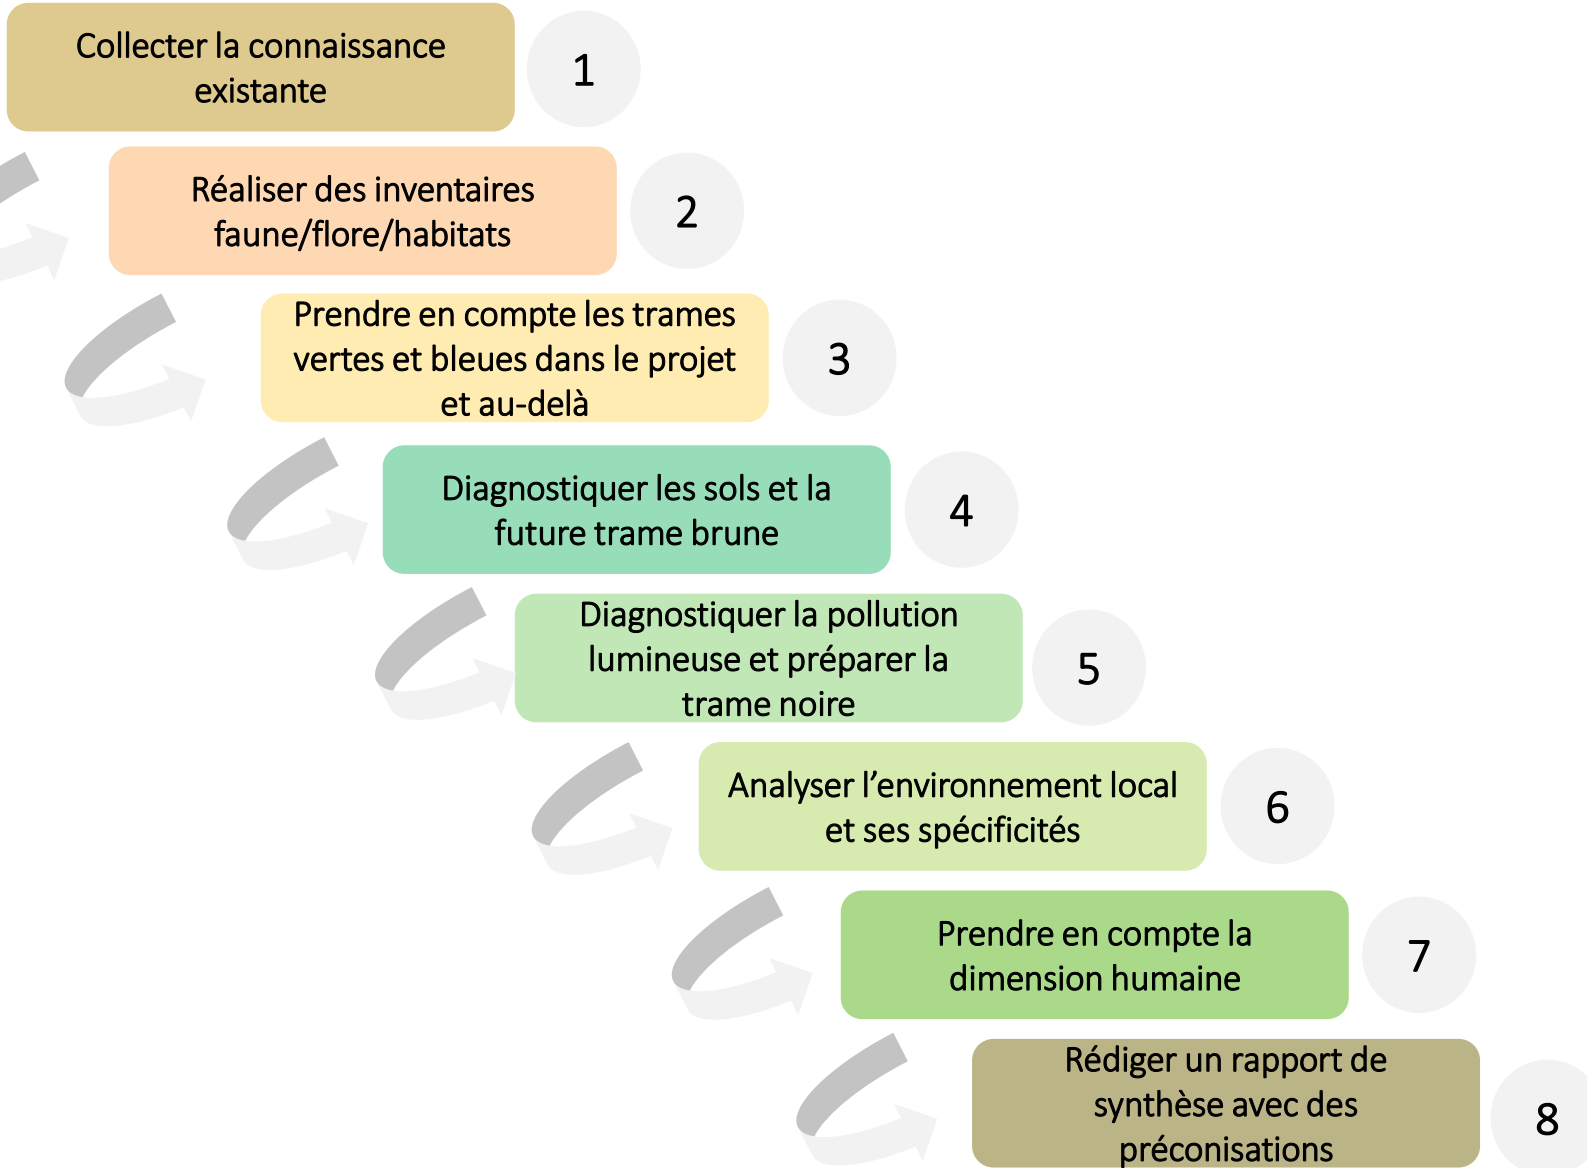 Collecter la connaissance
existante
1
Réaliser des inventaires
faune/flore/habitats
2
Prendre en compte les trames
vertes et bleues dans le projet
et au-delà
3
Diagnostiquer les sols et la
future trame brune
4
Diagnostiquer la pollution
lumineuse et préparer la
trame noire
5
Analyser l’environnement local
et ses spécificités
6
Prendre en compte la
dimension humaine
7
Rédiger un rapport de
synthèse avec des
préconisations
8